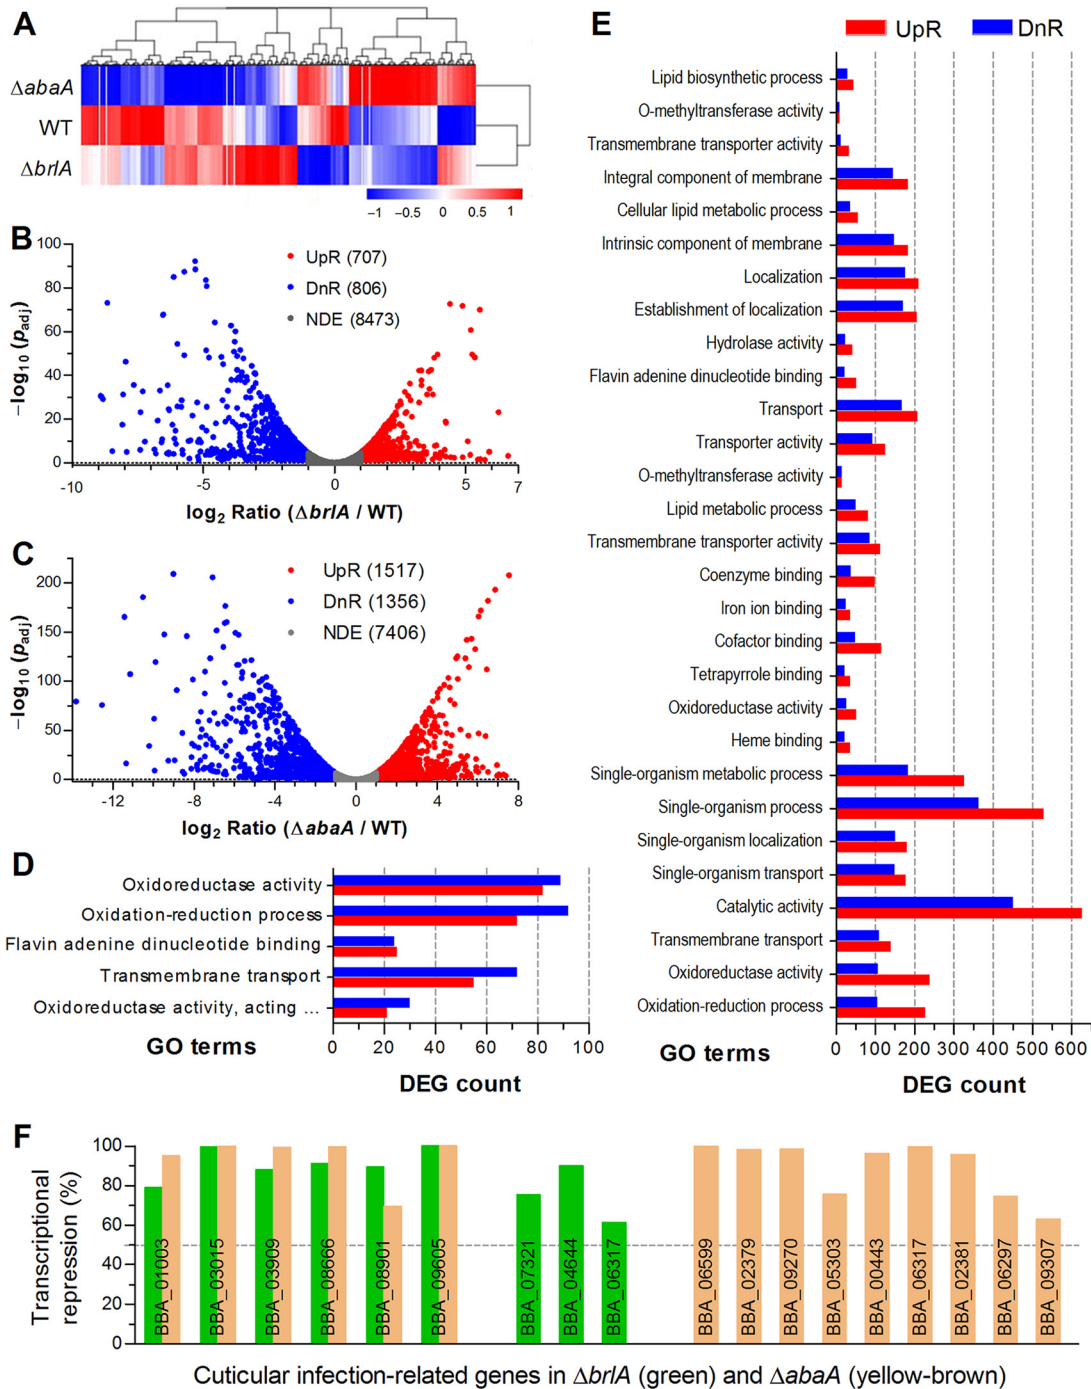 A
ΔabaA
WT
ΔbrlA
−1 −0.5 0 0.5 1
B
−log10 (padj)
100
80
60
40
20
0
UpR (707)
DnR (806)
NDE (8473)
-10 -5 0 5 7
log2 Ratio (ΔbrlA / WT)
C
−log10 (padj)
200
150
100
50
0
UpR (1517)
DnR (1356)
NDE (7406)
-12 -8 -4 0 4 8
log2 Ratio (ΔabaA / WT)
D
Oxidoreductase activity
Oxidation-reduction process
Flavin adenine dinucleotide binding
Transmembrane transport
Oxidoreductase activity, acting ...
0 20 40 60 80 100
GO terms
DEG count
E
UpR DnR
Lipid biosynthetic process
O-methyltransferase activity
Transmembrane transporter activity
Integral component of membrane
Cellular lipid metabolic process
Intrinsic component of membrane
Localization
Establishment of localization
Hydrolase activity
Flavin adenine dinucleotide binding
Transport
Transporter activity
O-methyltransferase activity
Lipid metabolic process
Transmembrane transporter activity
Coenzyme binding
Iron ion binding
Cofactor binding
Tetrapyrrole binding
Oxidoreductase activity
Heme binding
Single-organism metabolic process
Single-organism process
Single-organism localization
Single-organism transport
Catalytic activity
Transmembrane transport
Oxidoreductase activity
Oxidation-reduction process
0 100 200 300 400 500 600
GO terms
DEG count
F
Transcriptional
repression (%)
100
80
60
40
20
0
BBA_01003
BBA_03015
BBA_03909
BBA_08666
BBA_08901
BBA_09605
BBA_07321
BBA_04644
BBA_06317
BBA_06599
BBA_02379
BBA_09270
BBA_05303
BBA_00443
BBA_06317
BBA_02381
BBA_06297
BBA_09307
Cuticular infection-related genes in ΔbrlA (green) and ΔabaA (yellow-brown)